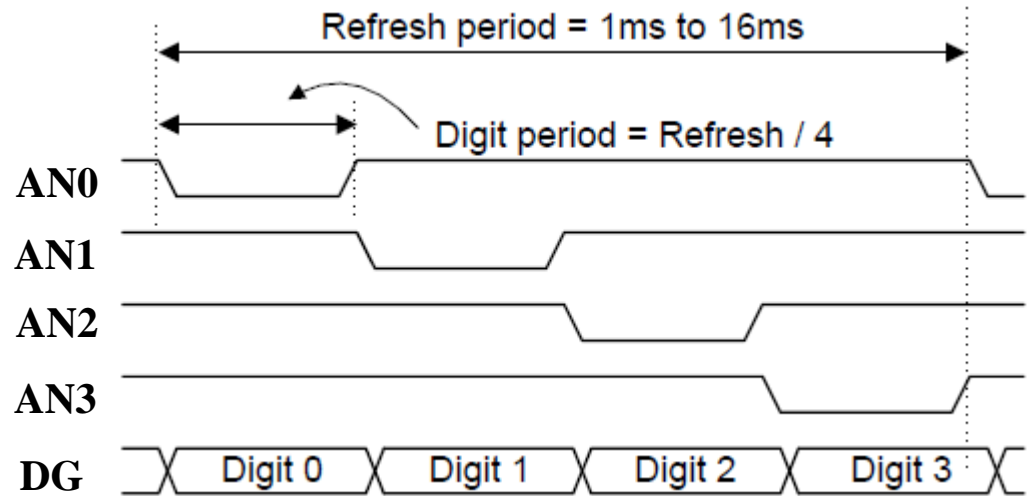 Refresh period = 1ms to 16ms
Digit period = Refresh / 4
AN0
AN1
AN2
AN3
DG Digit 0 Digit 1 Digit 2 Digit 3